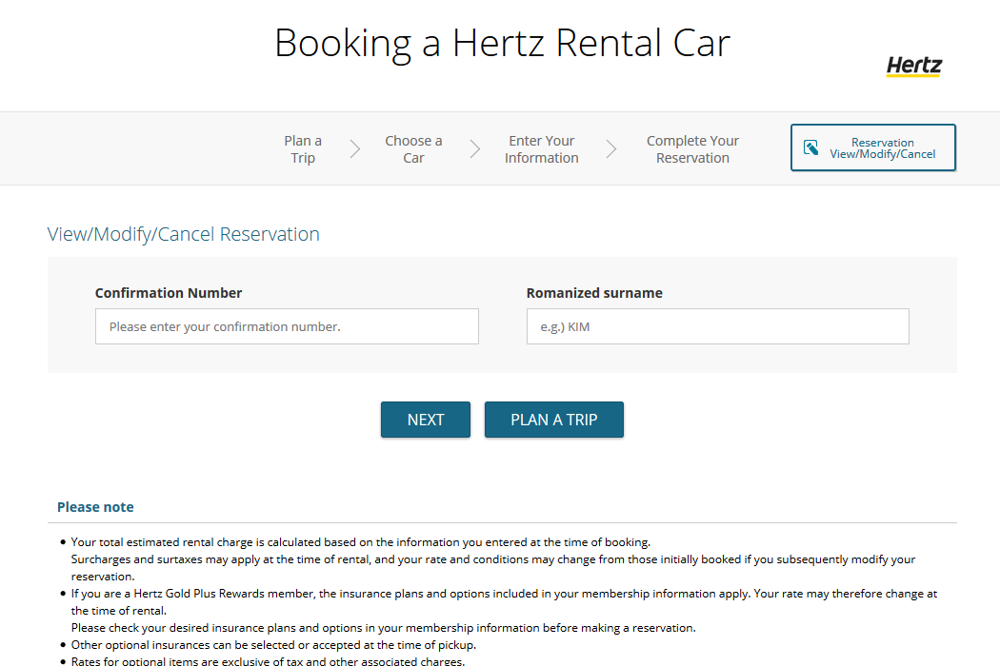 Booking a Hertz Rental Car
Hertz
Plan a
Trip
Choose a
Car
Enter Your
Information
Complete Your
Reservation
Reservation
View/Modify/Cancel
View/Modify/Cancel Reservation
Confirmation Number
Romanized surname
Please enter your confirmation number.
e.g.) KIM
NEXT
PLAN A TRIP
Please note
Your total estimated rental charge is calculated based on the information you entered at the time of booking.
Surcharges and surtaxes may apply at the time of rental, and your rate and conditions may change from those initially booked if you subsequently modify your
reservation.
If you are a Hertz Gold Plus Rewards member, the insurance plans and options included in your membership information apply. Your rate may therefore change at
the time of rental.
Please check your desired insurance plans and options in your membership information before making a reservation.
Other optional insurances can be selected or accepted at the time of pickup.
Rates for optional items are exclusive of tax and other associated charges.